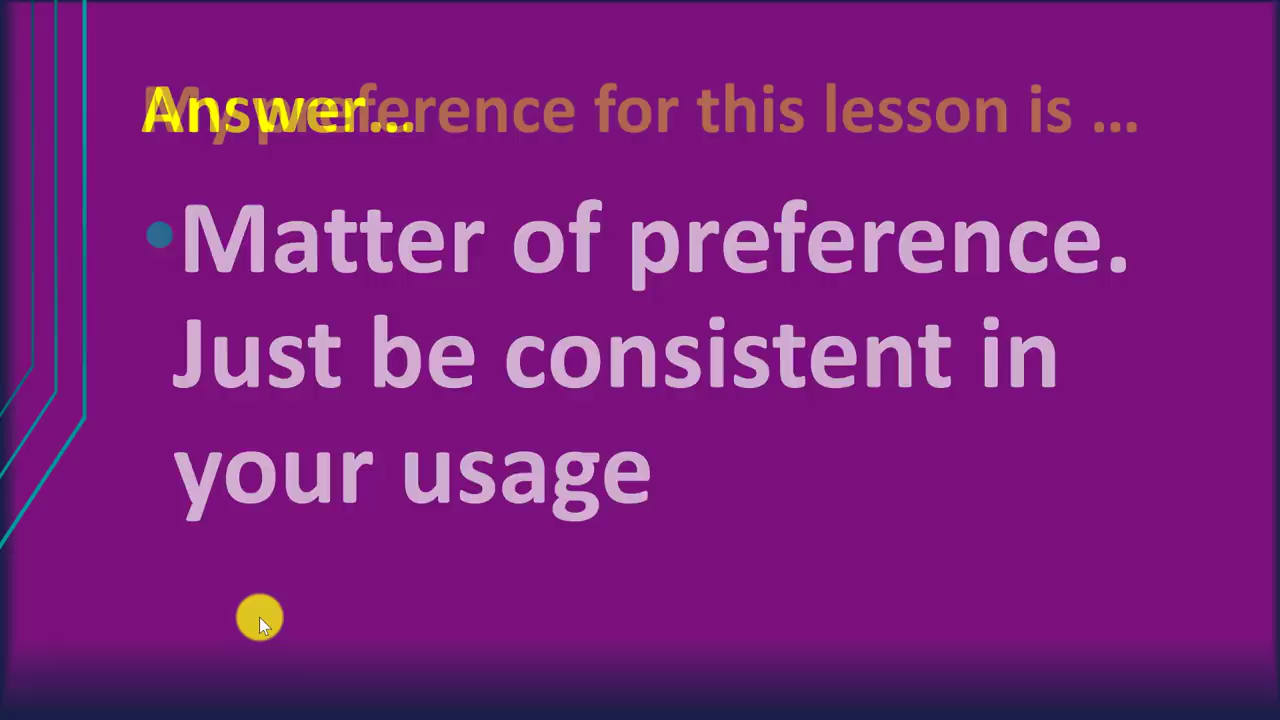 Answer...
My preference for this lesson is ...
•Matter of preference.
Just be consistent in
your usage